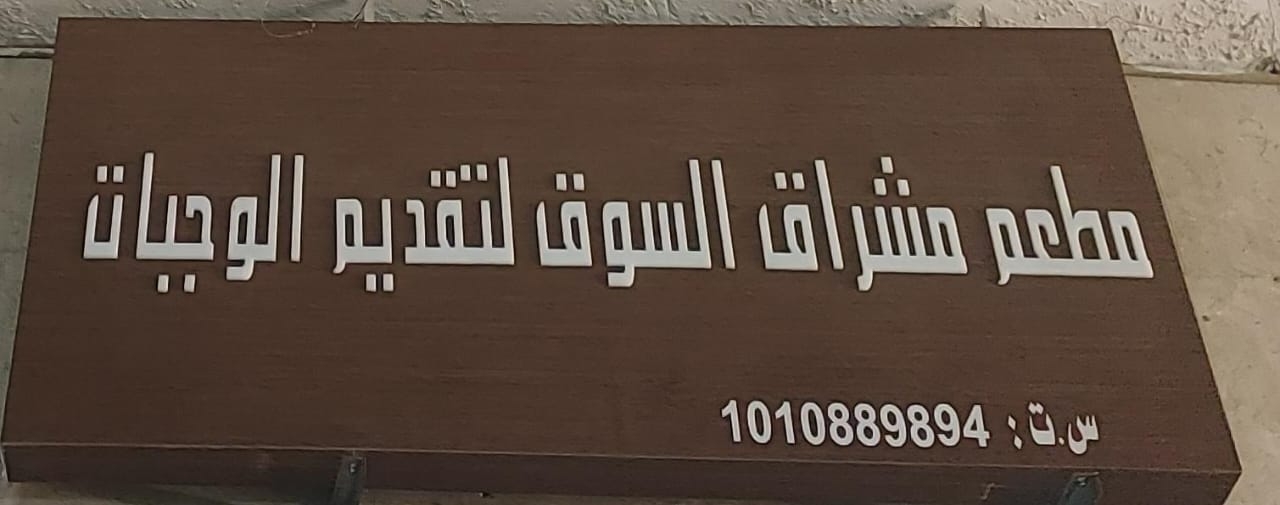 مطعم مشراق السوق لتقديم الوجبات
س.ت: 1010889894